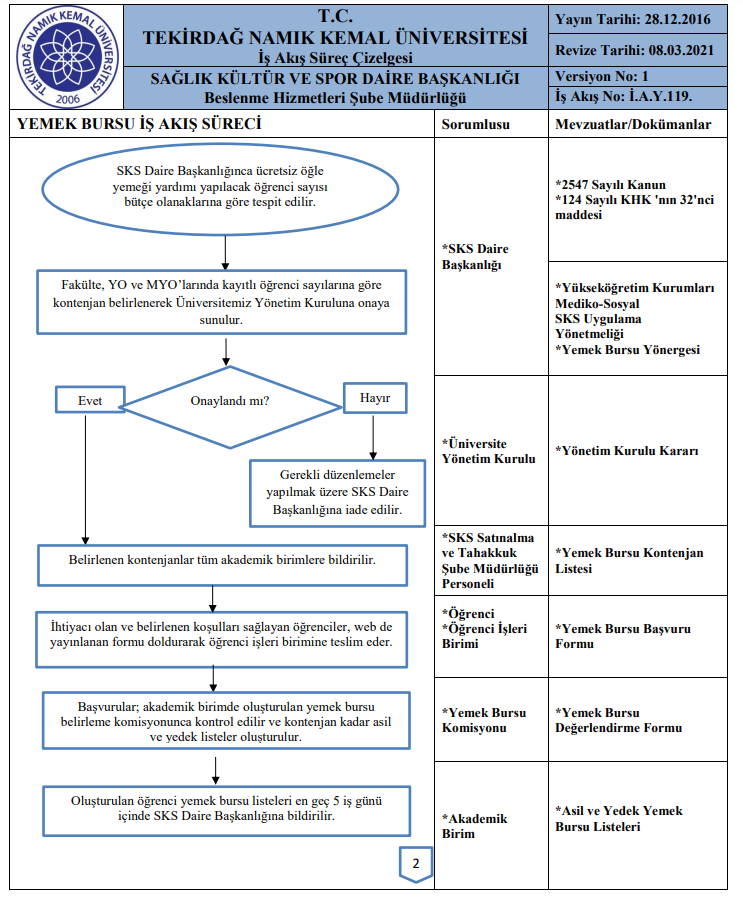 TEKİRDAĞ NAMIK KEMAL ÜNİVERSİTESİ
2006
T.C.
TEKİRDAĞ NAMIK KEMAL ÜNİVERSİTESİ
İş Akış Süreç Çizelgesi
SAĞLIK KÜLTÜR VE SPOR DAİRE BAŞKANLIĞI
Beslenme Hizmetleri Şube Müdürlüğü
Yayın Tarihi: 28.12.2016
Revize Tarihi: 08.03.2021
Versiyon No: 1
İş Akış No: İ.A.Y.119.
YEMEK BURSU İŞ AKIŞ SÜRECİ
Sorumlusu
Mevzuatlar/Dokümanlar
SKS Daire Başkanlığınca ücretsiz öğle
yemeği yardımı yapılacak öğrenci sayısı
bütçe olanaklarına göre tespit edilir.
Fakülte, YO ve MYO’larında kayıtlı öğrenci sayılarına göre
kontenjan belirlenerek Üniversitemiz Yönetim Kuruluna onaya
sunulur.
*SKS Daire
Başkanlığı
*2547 Sayılı Kanun
*124 Sayılı KHK 'nın 32'nci
maddesi
*Yükseköğretim Kurumları
Mediko-Sosyal
SKS Uygulama
Yönetmeliği
*Yemek Bursu Yönergesi
Evet
Onaylandı mı?
Hayır
Gerekli düzenlemeler
yapılmak üzere SKS Daire
Başkanlığına iade edilir.
*Üniversite
Yönetim Kurulu
*Yönetim Kurulu Kararı
Belirlenen kontenjanlar tüm akademik birimlere bildirilir.
*SKS Satınalma
ve Tahakkuk
Şube Müdürlüğü
Personeli
*Yemek Bursu Kontenjan
Listesi
İhtiyacı olan ve belirlenen koşulları sağlayan öğrenciler, web de
yayınlanan formu doldurarak öğrenci işleri birimine teslim eder.
*Öğrenci
*Öğrenci İşleri
Birimi
*Yemek Bursu Başvuru
Formu
Başvurular; akademik birimde oluşturulan yemek bursu
belirleme komisyonunca kontrol edilir ve kontenjan kadar asil
ve yedek listeler oluşturulur.
*Yemek Bursu
Komisyonu
*Yemek Bursu
Değerlendirme Formu
Oluşturulan öğrenci yemek bursu listeleri en geç 5 iş günü
içinde SKS Daire Başkanlığına bildirilir.
*Akademik
Birim
*Asil ve Yedek Yemek
Bursu Listeleri
2